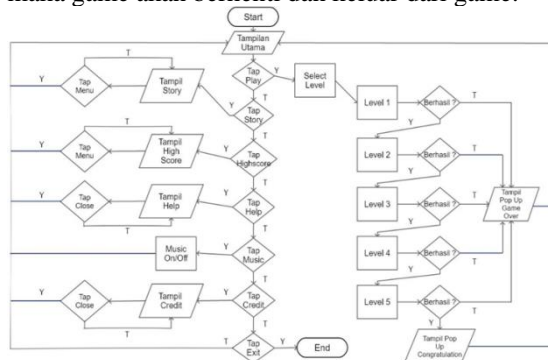 maka game akan berhenti dan keluar dari game.
Start
Tampilan
Utama
Tap
Play
Y
T
Select
Level
Tap
Story
Y
T
Tampil
Story
Tap
Menu
Y
T
Tap
Highscore
Y
T
Tampil
High
Score
Tap
Menu
Y
T
Tap
Help
Y
T
Tampil
Help
Tap
Close
Y
T
Tap
Music
Y
T
Music
On/Off
Tap
Credit
Y
T
Tampil
Credit
Tap
Close
Y
T
Tap
Exit
Y
T
End
Level 1
Berhasil ?
T
Y
Level 2
Berhasil ?
T
Y
Level 3
Berhasil ?
T
Y
Level 4
Berhasil ?
T
Y
Level 5
Berhasil ?
T
Y
Tampil
Pop Up
Game
Over
Tampil Pop
Up
Congratulation